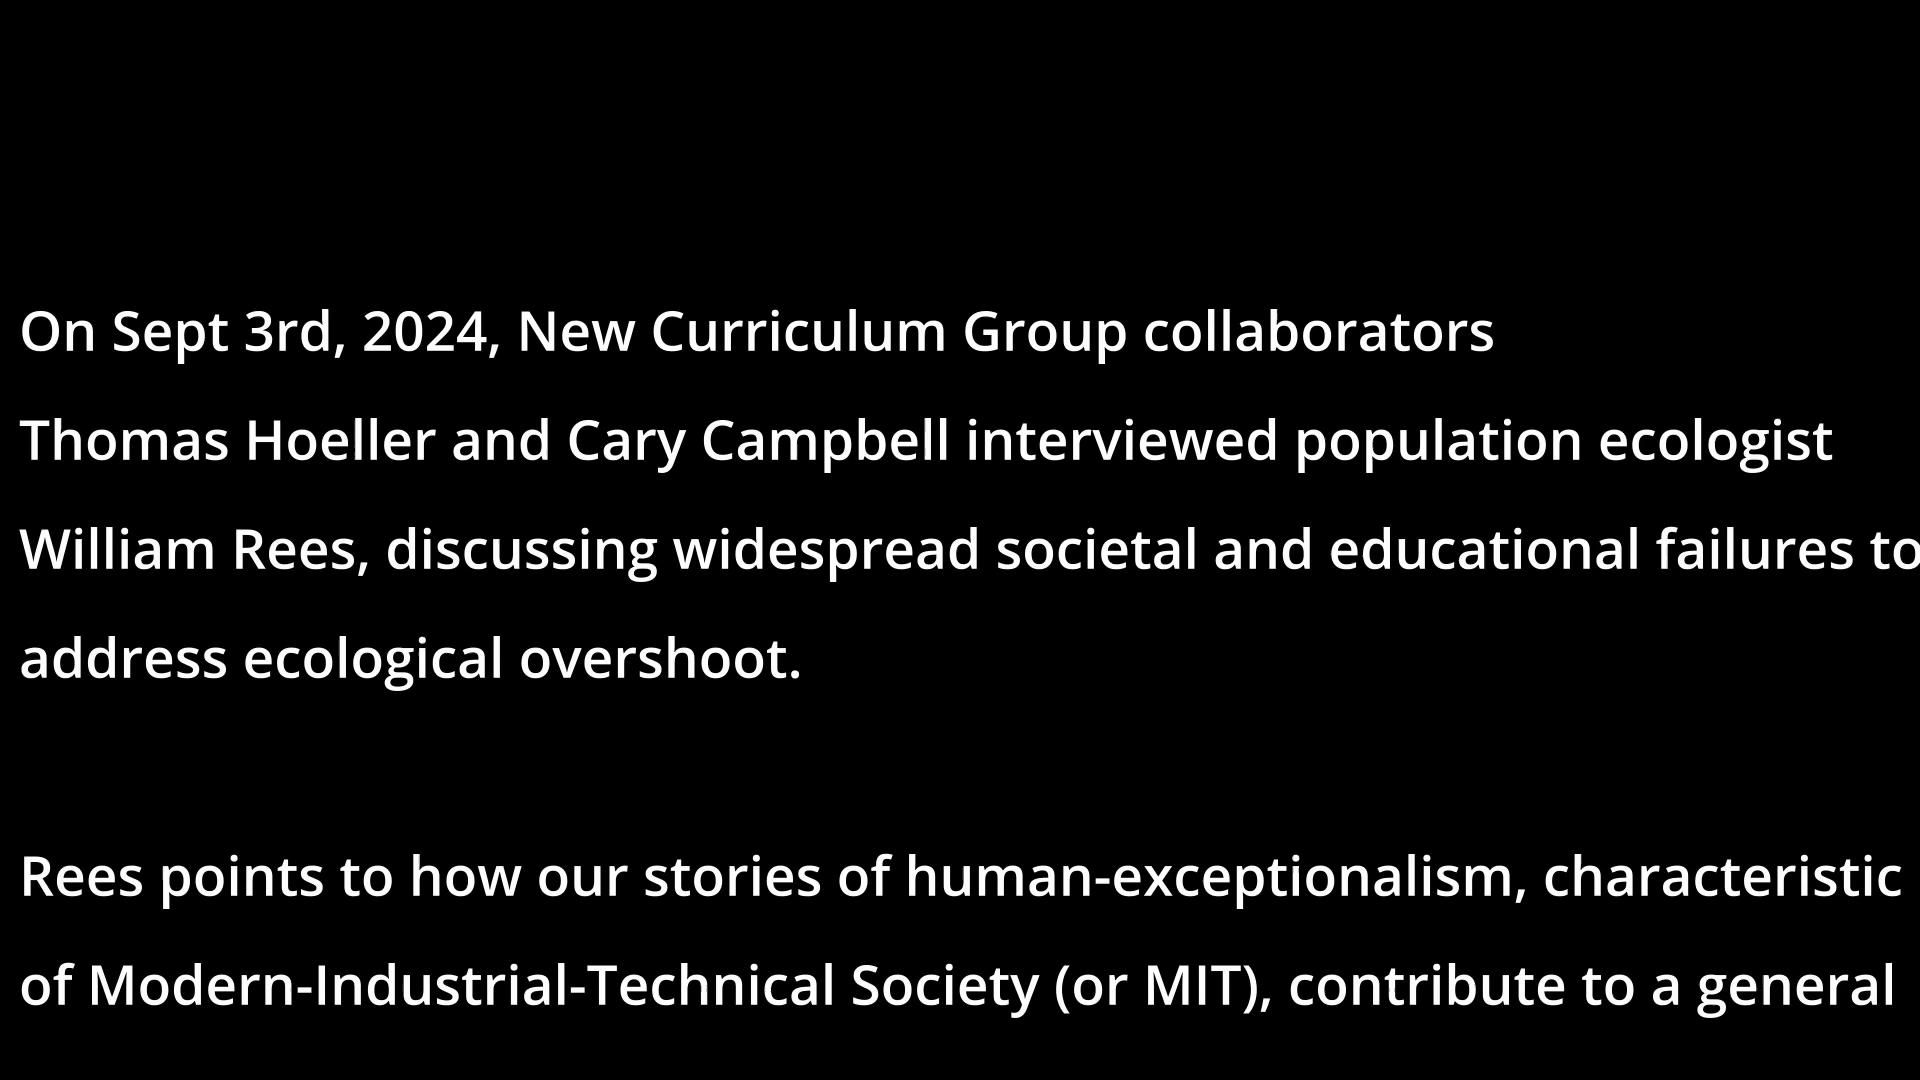 On Sept 3rd, 2024, New Curriculum Group collaborators
Thomas Hoeller and Cary Campbell interviewed population ecologist
William Rees, discussing widespread societal and educational failures to
address ecological overshoot.
Rees points to how our stories of human-exceptionalism, characteristic
of Modern-Industrial-Technical Society (or MIT), contribute to a general